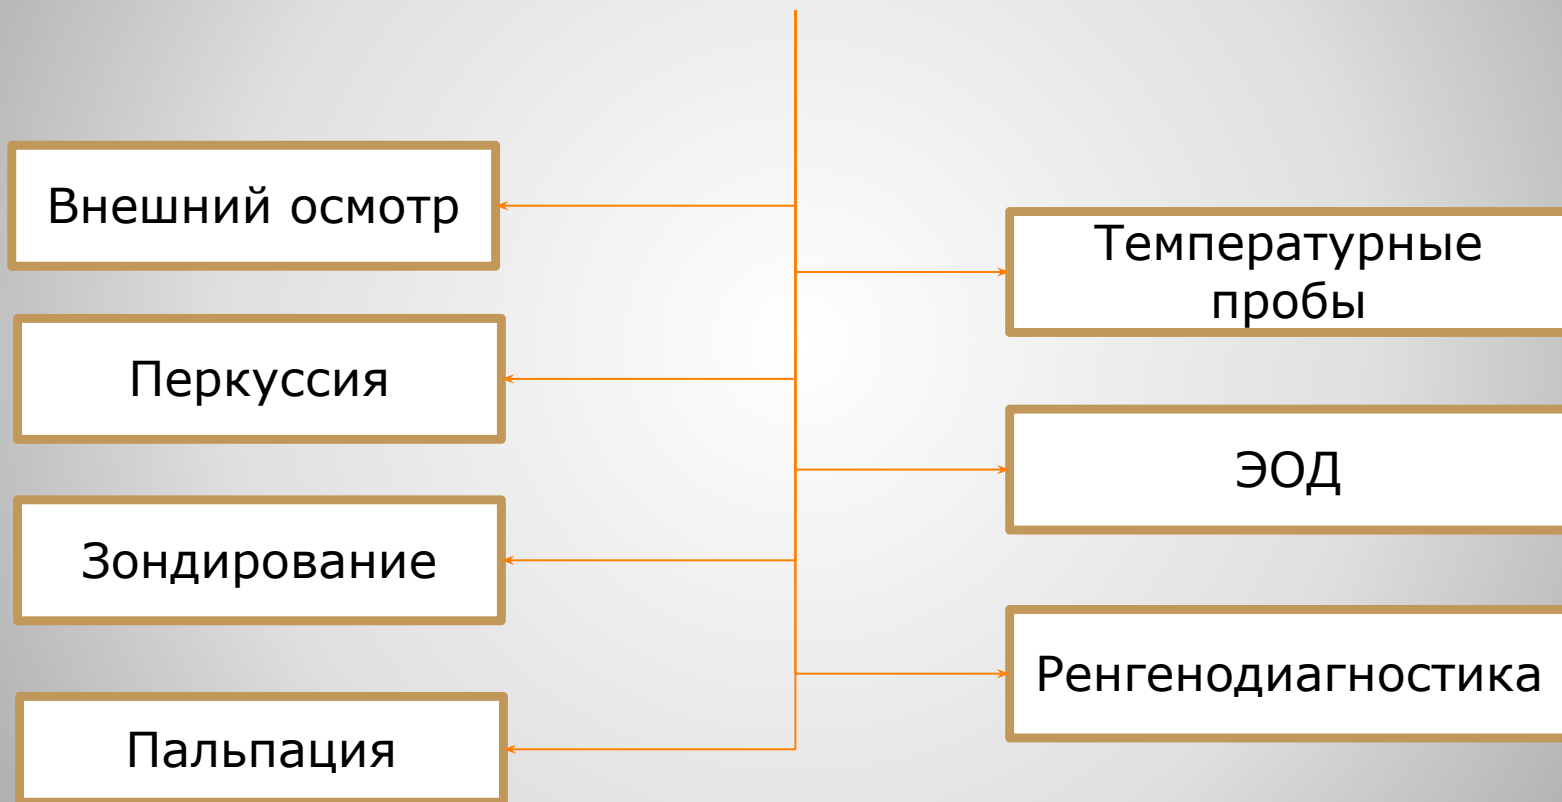 Внешний осмотр
Перкуссия
Зондирование
Пальпация
Температурные
пробы
ЭОД
Ренгенодиагностика